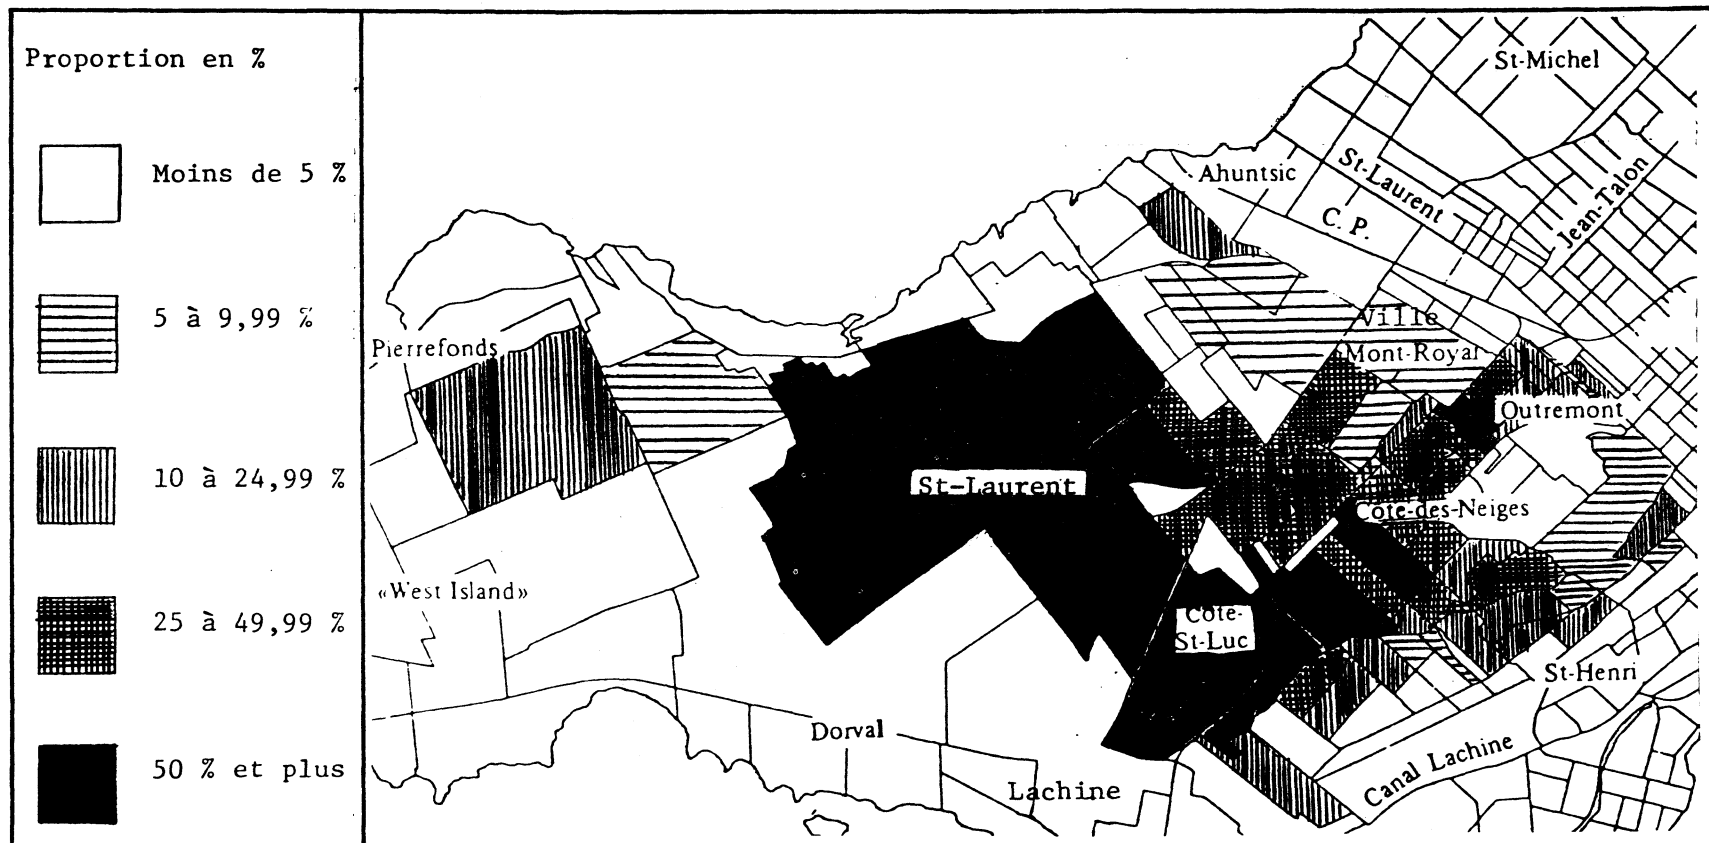 Proportion en %
Moins de 5 %
5 à 9,99 %
10 à 24,99 %
25 à 49,99 %
50 % et plus
St-Michel
Ahuntsic
St-Laurent
Jean-Talon
C. P.
Ville
Mont-Royal
Pierrefonds
Outremont
St-Laurent
Côte-des-Neiges
«West Island»
Côte-
St-Luc
St-Henri
Dorval
Canal Lachine
Lachine